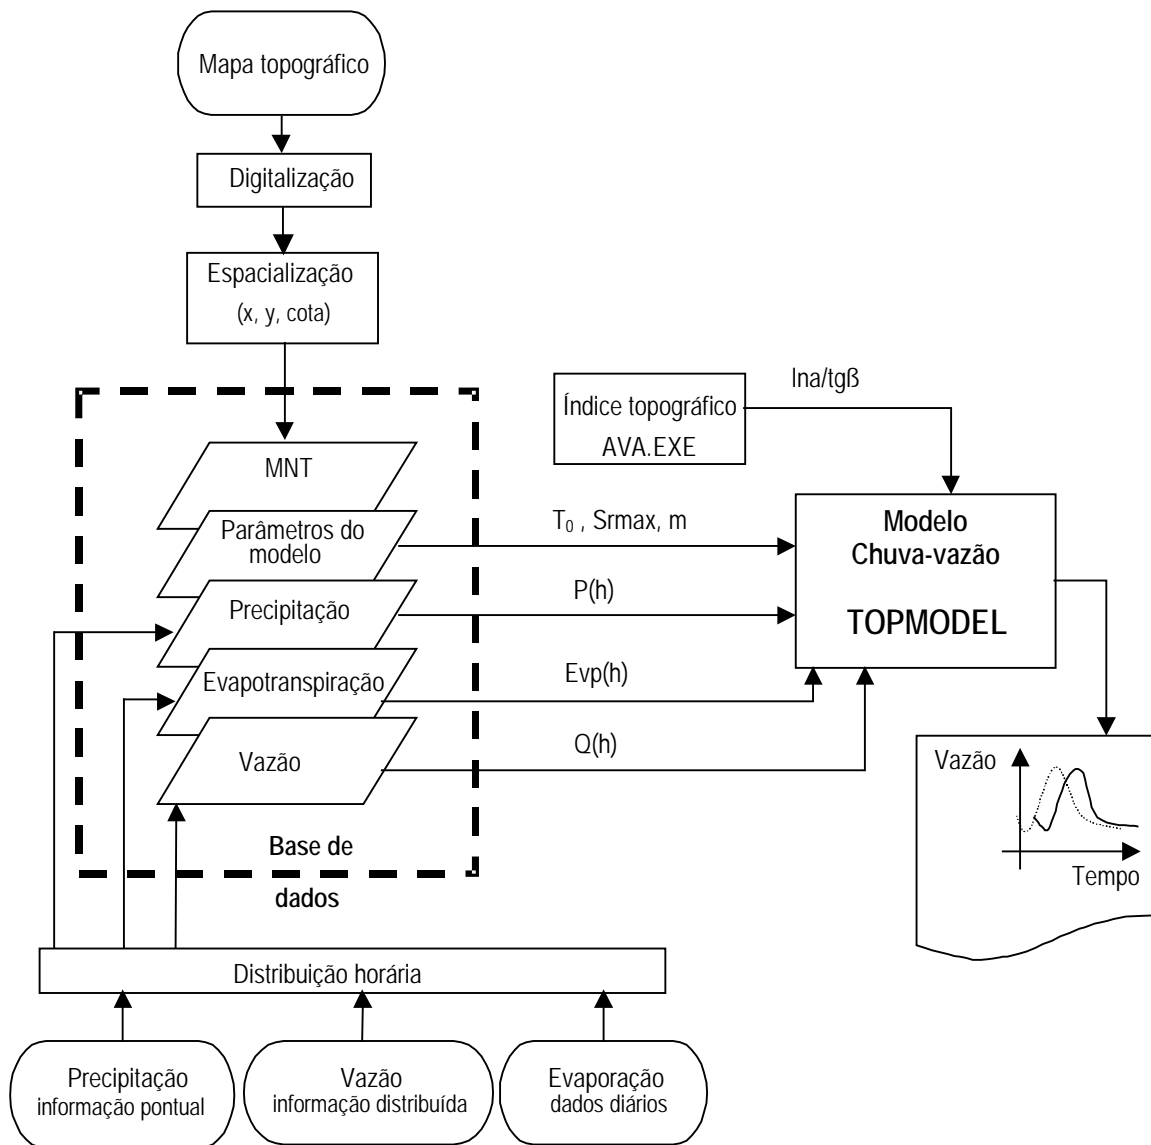 Mapa topográfico
Digitalização
Espacialização
(x, y, cota)
MNT
Parâmetros do
modelo
Precipitação
Evapotranspiração
Vazão
Base de
dados
Índice topográfico
AVA.EXE
lna/tgß
T₀ , Srmax, m
P(h)
Evp(h)
Q(h)
Modelo
Chuva-vazão
TOPMODEL
Vazão
Tempo
Distribuição horária
Precipitação
informação pontual
Vazão
informação distribuída
Evaporação
dados diários